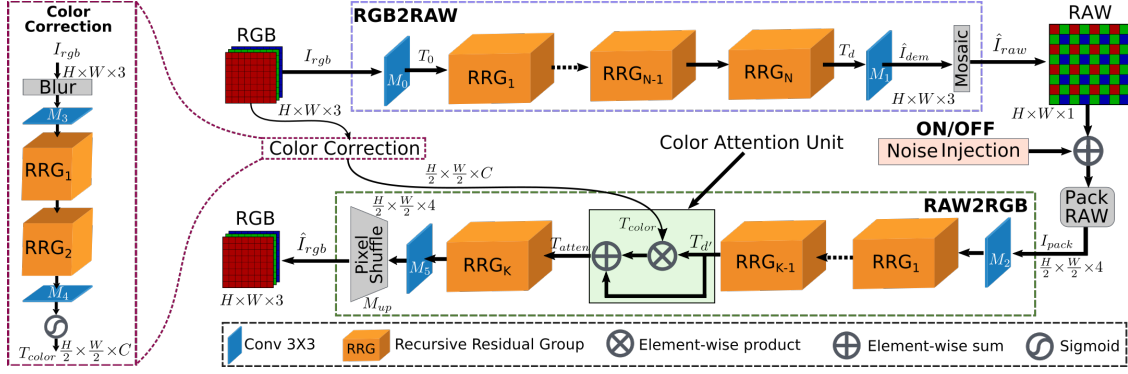 Color
Correction
I_rgb
H×W×3
Blur
M_3
RRG_1
RRG_2
M_4
T_color H/2 × W/2 × C
RGB2RAW
RGB
I_rgb
H×W×3
M_0
T_0
RRG_1
RRG_N-1
RRG_N
T_d
M_1
Î_dem
H×W×3
Mosaic
Î_raw
RAW
H×W×1
ON/OFF
Noise Injection
Pack
RAW
Color Correction
H/2 × W/2 × C
Color Attention Unit
RAW2RGB
I_pack
H/2 × W/2 × 4
M_2
RRG_1
RRG_K-1
T_d'
T_color
T_atten
RRG_K
M_5
H/2 × W/2 × 4
Pixel
Shuffle
M_up
Î_rgb
RGB
H×W×3
Conv 3X3
RRG
Recursive Residual Group
Element-wise product
Element-wise sum
Sigmoid